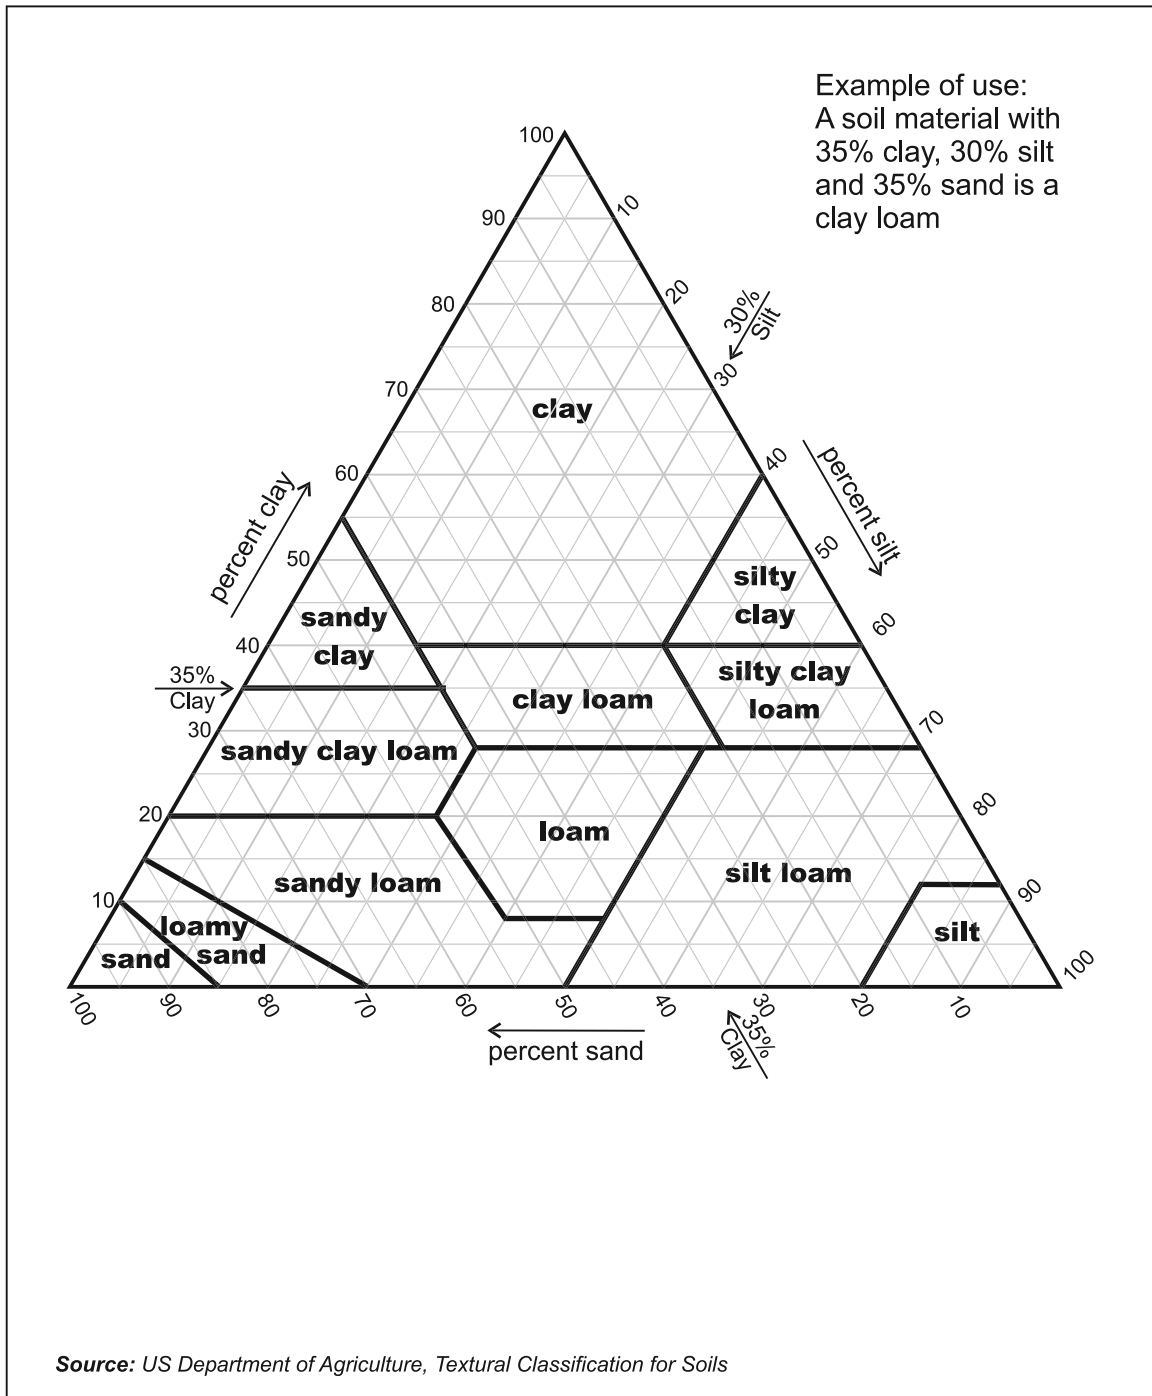 Example of use:
A soil material with
35% clay, 30% silt
and 35% sand is a
clay loam
100
90
80
70
60
50
40
30
20
10
percent clay
35%
Clay
10
20
30
40
50
60
70
80
90
100
30%
Silt
percent silt
clay
silty
clay
sandy
clay
silty clay
loam
clay loam
sandy clay loam
loam
silt loam
sandy loam
loamy
sand
sand
silt
100
90
80
70
60
50
40
30
20
10
percent sand
35%
Clay
Source: US Department of Agriculture, Textural Classification for Soils